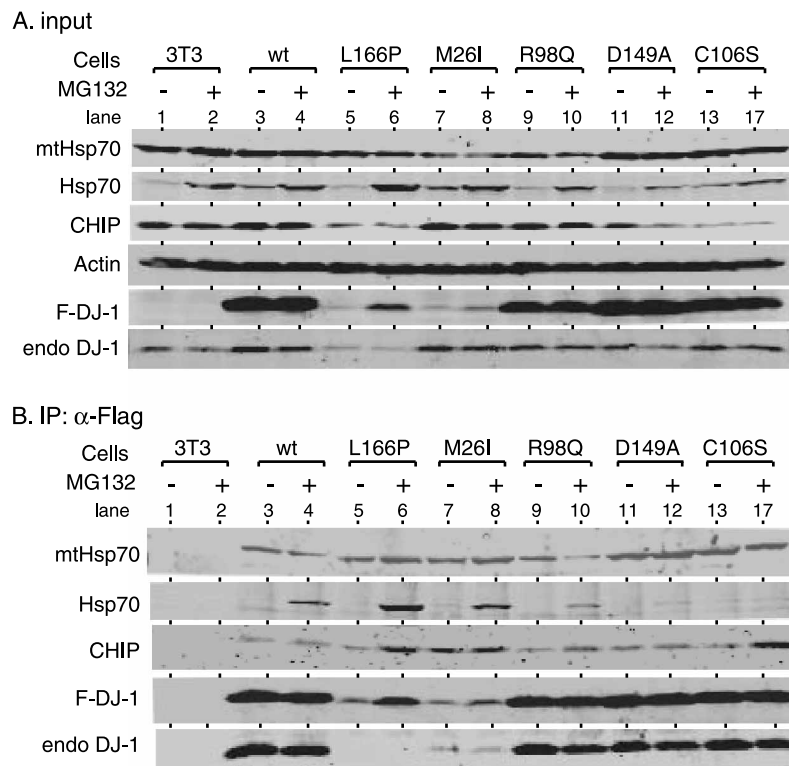 A. input
Cells 3T3 wt L166P M26I R98Q D149A C106S
MG132 - + - + - + - + - + - + - +
lane 1 2 3 4 5 6 7 8 9 10 11 12 13 17
mtHsp70
Hsp70
CHIP
Actin
F-DJ-1
endo DJ-1
B. IP: α-Flag
Cells 3T3 wt L166P M26I R98Q D149A C106S
MG132 - + - + - + - + - + - + - +
lane 1 2 3 4 5 6 7 8 9 10 11 12 13 17
mtHsp70
Hsp70
CHIP
F-DJ-1
endo DJ-1